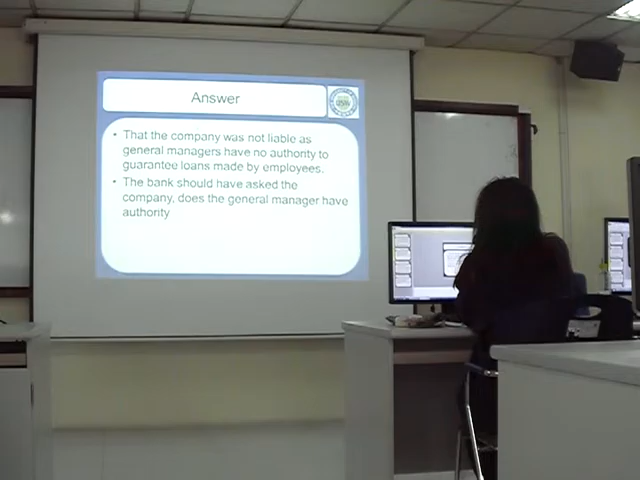 Answer
• That the company was not liable as
general managers have no authority to
guarantee loans made by employees.
• The bank should have asked the
company, does the general manager have
authority